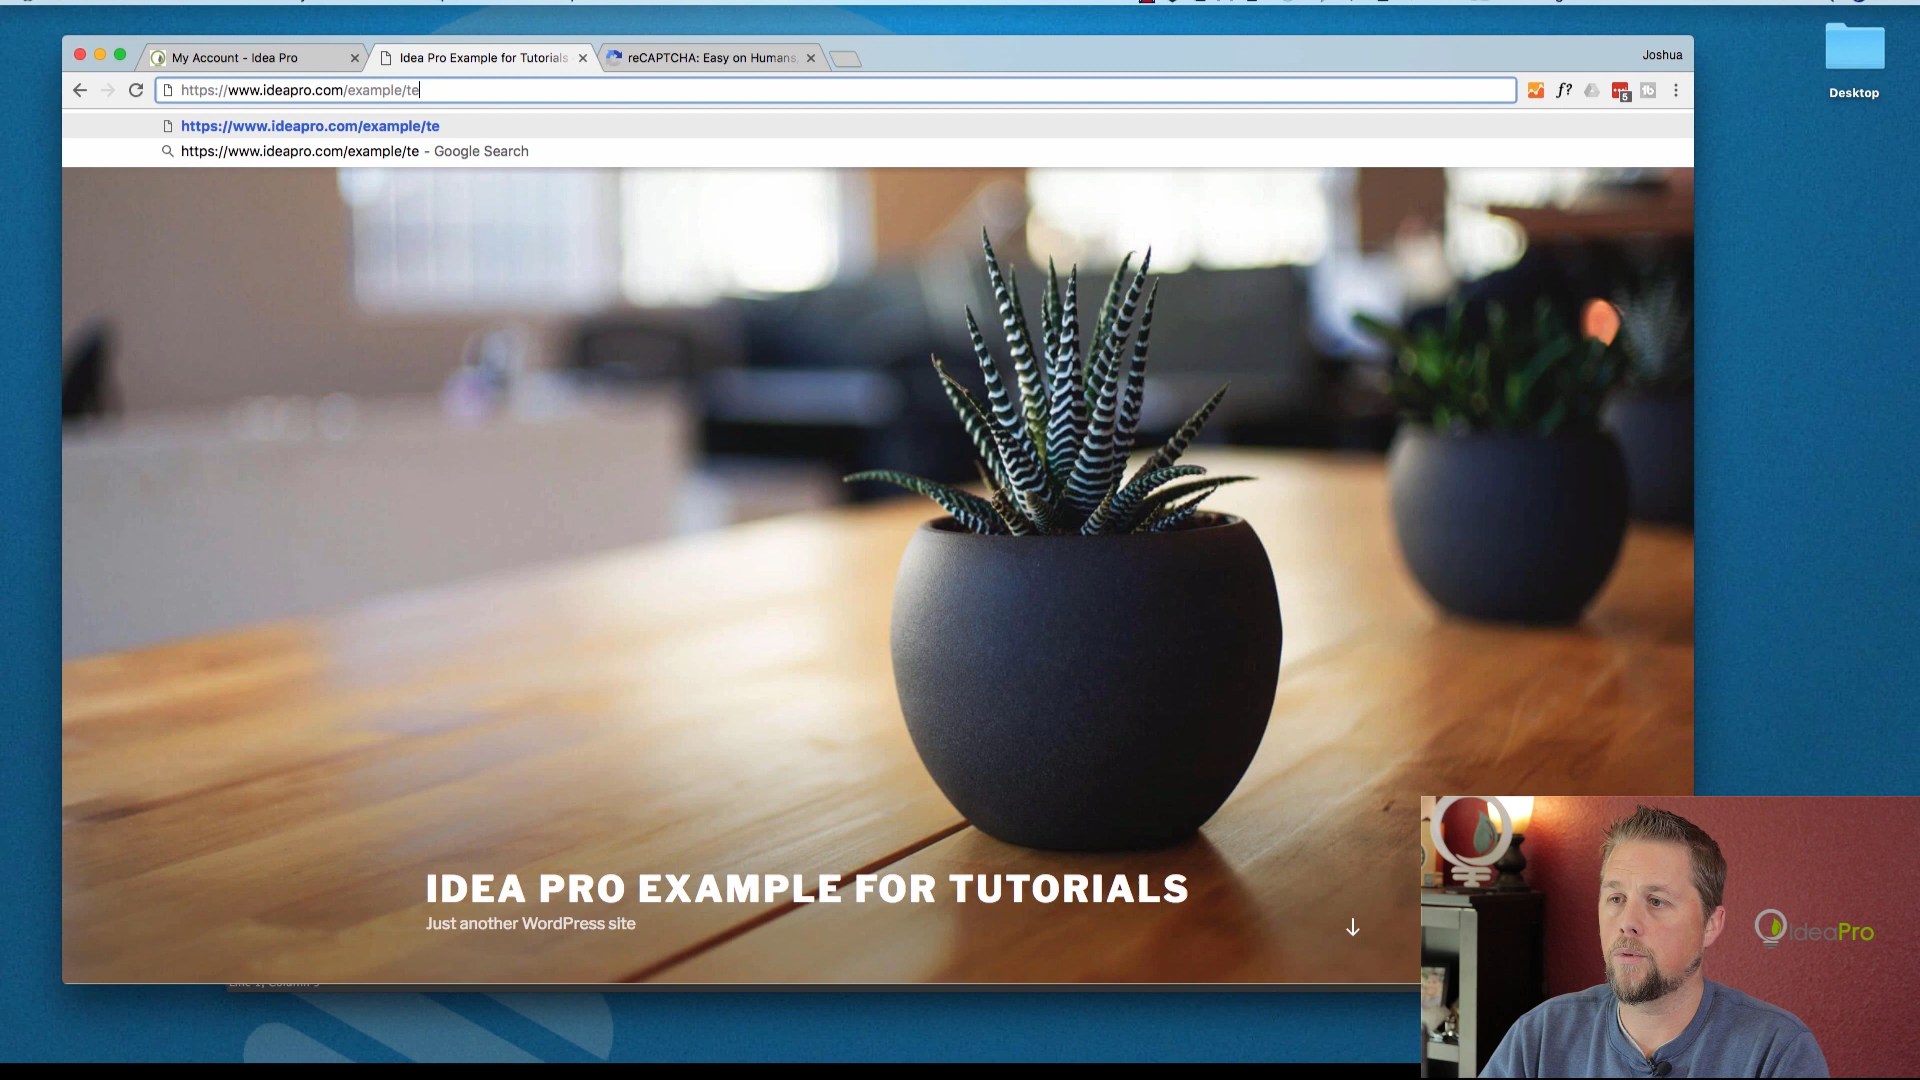 My Account - Idea Pro
Idea Pro Example for Tutorials
reCAPTCHA: Easy on Humans,
Joshua
https://www.ideapro.com/example/te
f?
5
https://www.ideapro.com/example/te
https://www.ideapro.com/example/te - Google Search
Desktop
IDEA PRO EXAMPLE FOR TUTORIALS
Just another WordPress site
ideaPro